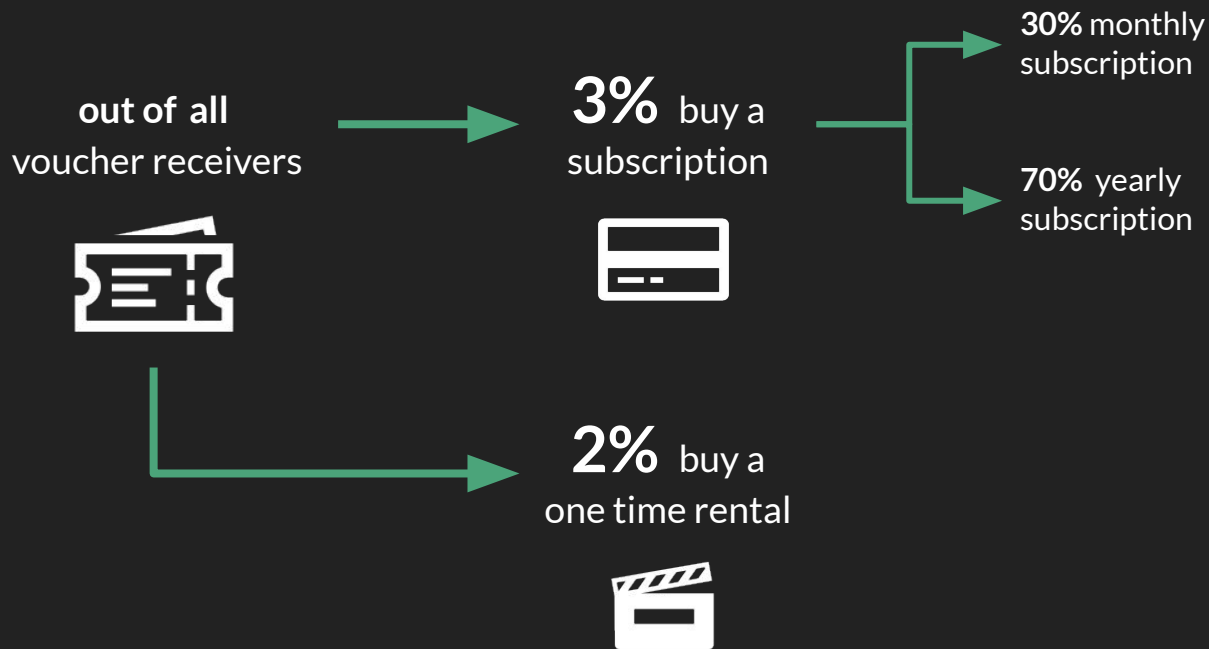 out of all
voucher receivers
3% buy a
subscription
30% monthly
subscription
70% yearly
subscription
2% buy a
one time rental